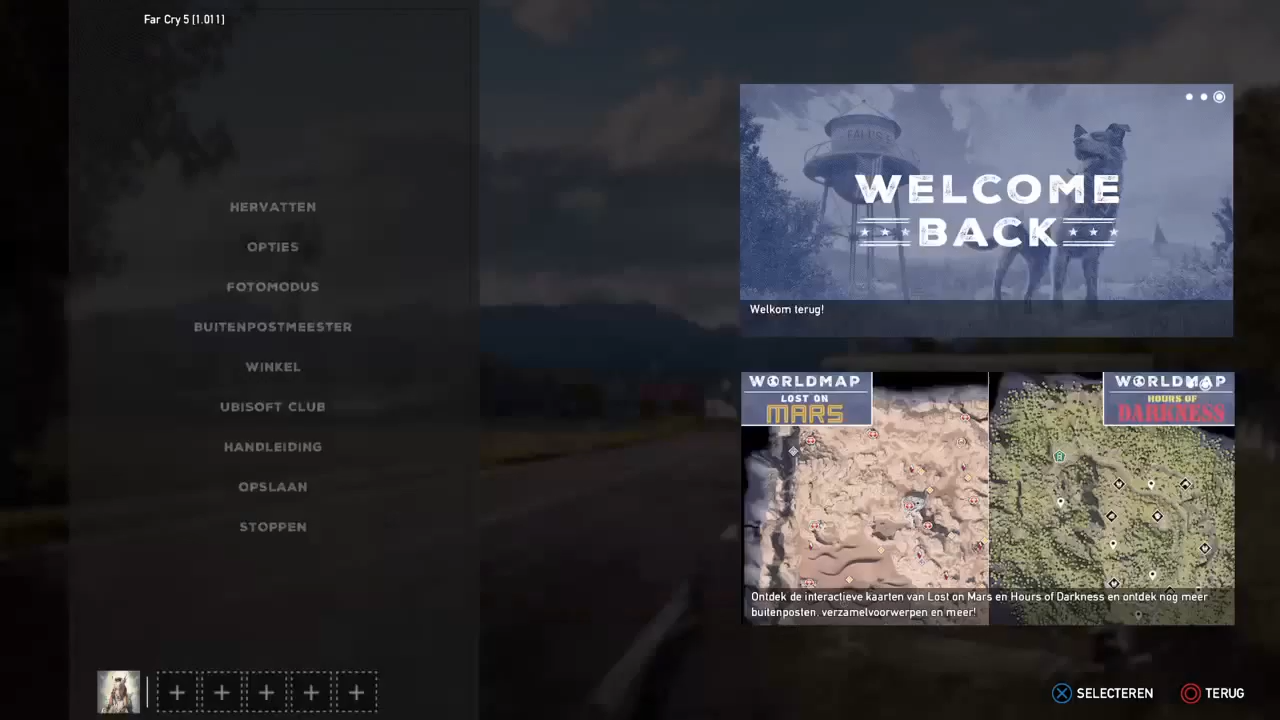 Far Cry 5 [1.011]
HERVATTEN
OPTIES
FOTOMODUS
BUITENPOSTMEESTER
WINKEL
UBISOFT CLUB
HANDLEIDING
OPSLAAN
STOPPEN
FALL'S E
WELCOME
BACK
Welkom terug!
WORLDMAP
LOST ON
MARS
WORLDMAP
HOURS OF
DARKNESS
Ontdek de interactieve kaarten van Lost on Mars en Hours of Darkness en ontdek nog meer
buitenposten, verzamelvoorwerpen en meer!
SELECTEREN
TERUG